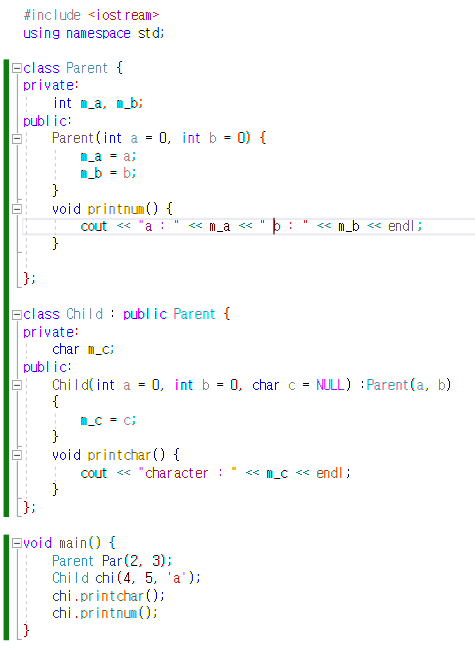 #include <iostream>
using namespace std;
class Parent {
private:
int m_a, m_b;
public:
Parent(int a = 0, int b = 0) {
m_a = a;
m_b = b;
}
void printnum() {
cout << "a : " << m_a << " b : " << m_b << endl;
}
};
class Child : public Parent {
private:
char m_c;
public:
Child(int a = 0, int b = 0, char c = NULL) :Parent(a, b)
{
m_c = c;
}
void printchar() {
cout << "character : " << m_c << endl;
}
};
void main() {
Parent Par(2, 3);
Child chi(4, 5, 'a');
chi.printchar();
chi.printnum();
}